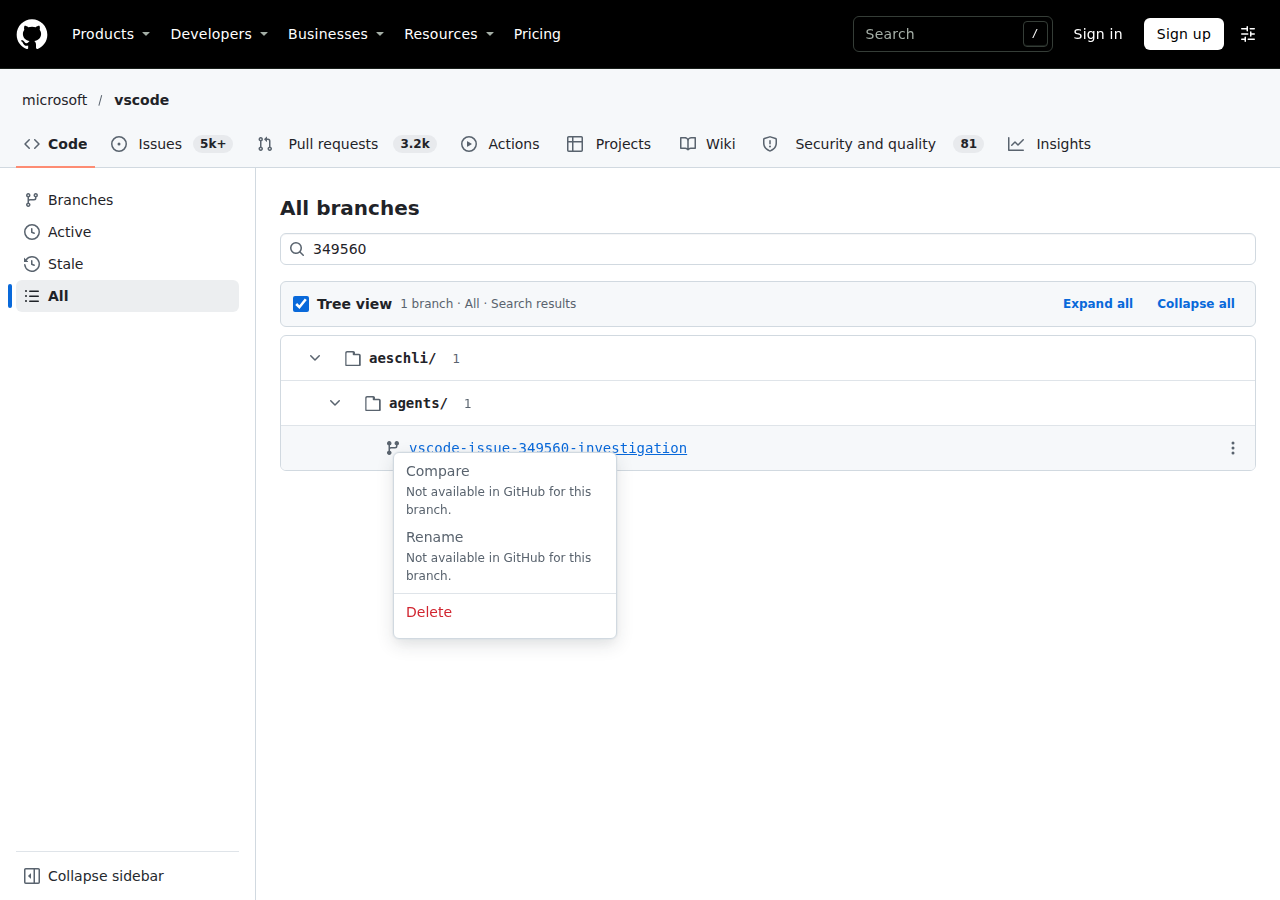 Products Developers Businesses Resources Pricing Search / Sign in Sign up
microsoft / vscode
Code Issues 5k+ Pull requests 3.2k Actions Projects Wiki Security and quality 81 Insights
Branches
Active
Stale
All
Collapse sidebar
All branches
349560
Tree view 1 branch · All · Search results Expand all Collapse all
aeschli/ 1
agents/ 1
vscode-issue-349560-investigation
Compare
Not available in GitHub for this
branch.
Rename
Not available in GitHub for this
branch.
Delete